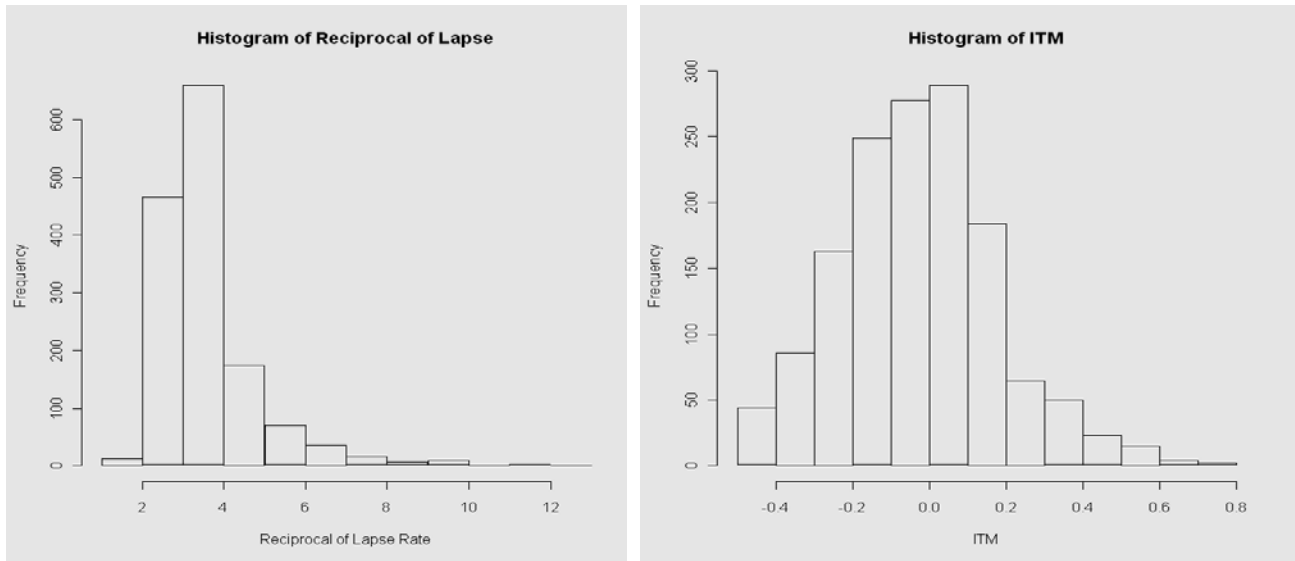 Histogram of Reciprocal of Lapse
Frequency
0 100 200 300 400 500 600
2 4 6 8 10 12
Reciprocal of Lapse Rate
Histogram of ITM
Frequency
0 50 100 150 200 250 300
-0.4 -0.2 0.0 0.2 0.4 0.6 0.8
ITM